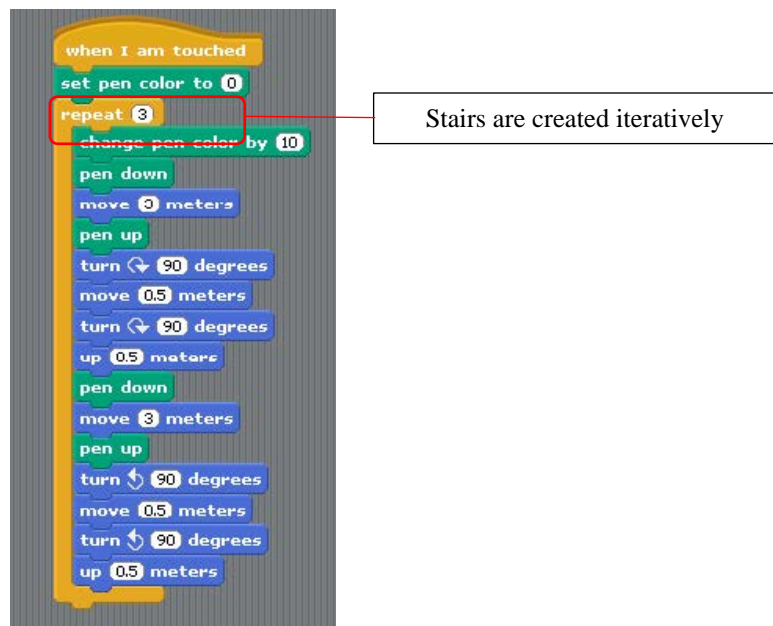 when I am touched
set pen color to 0
repeat 3
Stairs are created iteratively
change pen color by 10
pen down
move 3 meters
pen up
turn 90 degrees
move 0.5 meters
turn 90 degrees
up 0.5 meters
pen down
move 3 meters
pen up
turn 90 degrees
move 0.5 meters
turn 90 degrees
up 0.5 meters